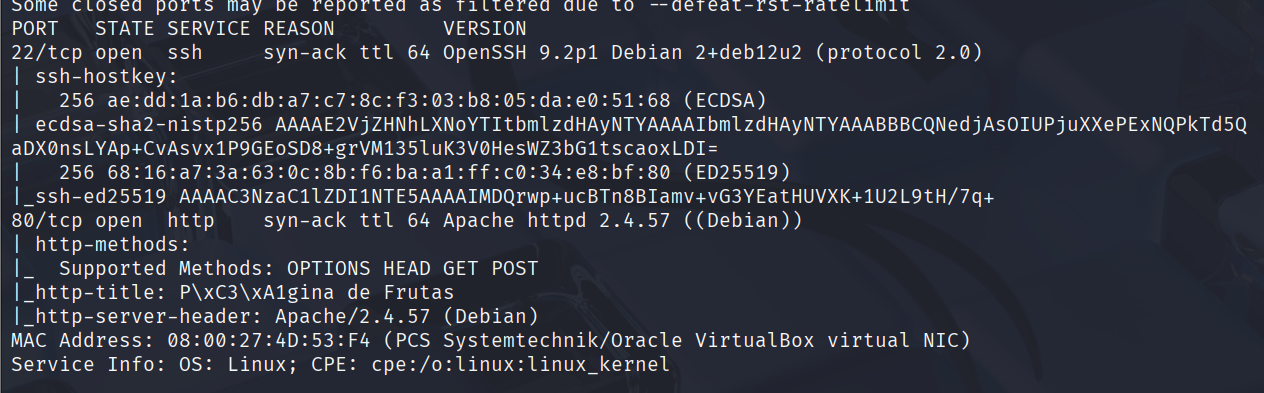 Some closed ports may be reported as filtered due to --defeat-rst-ratelimit
PORT   STATE SERVICE REASON         VERSION
22/tcp open  ssh     syn-ack ttl 64 OpenSSH 9.2p1 Debian 2+deb12u2 (protocol 2.0)
| ssh-hostkey:
|   256 ae:dd:1a:b6:db:a7:c7:8c:f3:03:b8:05:da:e0:51:68 (ECDSA)
| ecdsa-sha2-nistp256 AAAAE2VjZHNhLXNoYTItbmlzdHAyNTYAAAAIbmlzdHAyNTYAAABBBCQNedjAsOIUPjuXXePExNQPkTd5Q
aDX0nsLYAp+CvAsvx1P9GEoSD8+grVM135luK3V0HesWZ3bG1tscaoxLDI=
|   256 68:16:a7:3a:63:0c:8b:f6:ba:a1:ff:c0:34:e8:bf:80 (ED25519)
|_ssh-ed25519 AAAAC3NzaC1lZDI1NTE5AAAAIMDQrwp+ucBTn8BIamv+vG3YEatHUVXK+1U2L9tH/7q+
80/tcp open  http    syn-ack ttl 64 Apache httpd 2.4.57 ((Debian))
| http-methods:
|_  Supported Methods: OPTIONS HEAD GET POST
|_http-title: P\xC3\xA1gina de Frutas
|_http-server-header: Apache/2.4.57 (Debian)
MAC Address: 08:00:27:4D:53:F4 (PCS Systemtechnik/Oracle VirtualBox virtual NIC)
Service Info: OS: Linux; CPE: cpe:/o:linux:linux_kernel